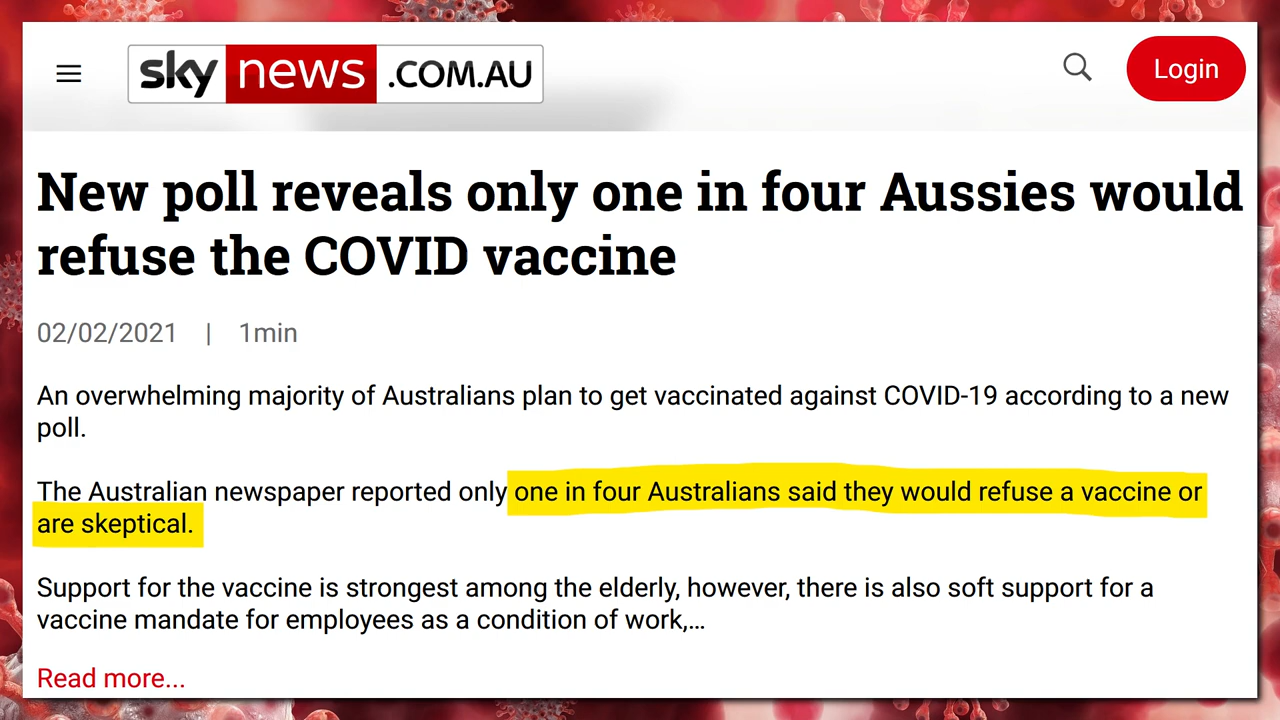 sky news .COM.AU
Login
New poll reveals only one in four Aussies would
refuse the COVID vaccine
02/02/2021 | 1min
An overwhelming majority of Australians plan to get vaccinated against COVID-19 according to a new
poll.
The Australian newspaper reported only one in four Australians said they would refuse a vaccine or
are skeptical.
Support for the vaccine is strongest among the elderly, however, there is also soft support for a
vaccine mandate for employees as a condition of work,...
Read more...